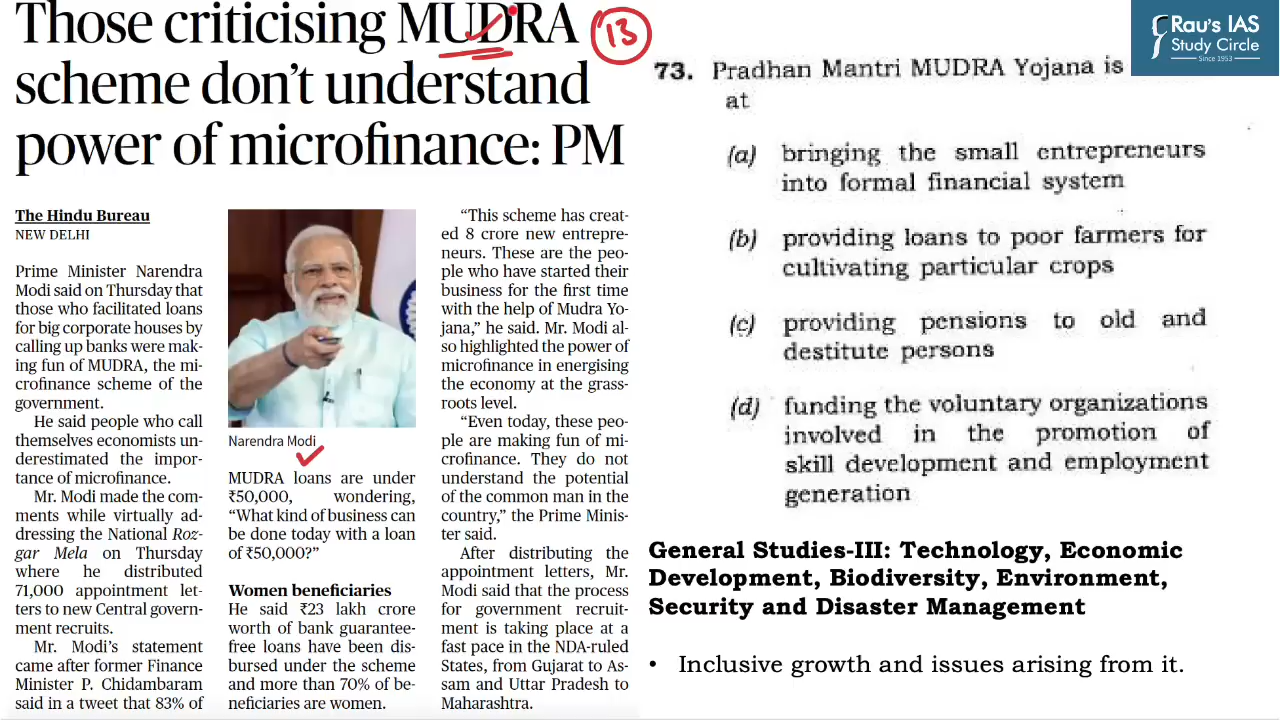 Those criticising MUDRA
scheme don't understand
power of microfinance: PM
13
The Hindu Bureau
NEW DELHI
Prime Minister Narendra
Modi said on Thursday that
those who facilitated loans
for big corporate houses by
calling up banks were mak-
ing fun of MUDRA, the mi-
crofinance scheme of the
government.
He said people who call
themselves economists un-
derestimated the impor-
tance of microfinance.
Mr. Modi made the com-
ments while virtually ad-
dressing the National Roz-
gar Mela on Thursday
where he distributed
71,000 appointment let-
ters to new Central govern-
ment recruits.
Mr. Modi's statement
came after former Finance
Minister P. Chidambaram
said in a tweet that 83% of
Narendra Modi
MUDRA loans are under
₹50,000, wondering,
“What kind of business can
be done today with a loan
of ₹50,000?”
Women beneficiaries
He said ₹23 lakh crore
worth of bank guarantee-
free loans have been dis-
bursed under the scheme
and more than 70% of be-
neficiaries are women.
“This scheme has creat-
ed 8 crore new entrepre-
neurs. These are the peo-
ple who have started their
business for the first time
with the help of Mudra Yo-
jana,” he said. Mr. Modi al-
so highlighted the power of
microfinance in energising
the economy at the grass-
roots level.
“Even today, these peo-
ple are making fun of mi-
crofinance. They do not
understand the potential
of the common man in the
country,” the Prime Minis-
ter said.
After distributing the
appointment letters, Mr.
Modi said that the process
for government recruit-
ment is taking place at a
fast pace in the NDA-ruled
States, from Gujarat to As-
sam and Uttar Pradesh to
Maharashtra.
Rau's IAS
Study Circle
Since 1953
73. Pradhan Mantri MUDRA Yojana is
at
(a) bringing the small entrepreneurs
into formal financial system
(b) providing loans to poor farmers for
cultivating particular crops
(c) providing pensions to old and
destitute persons
(d) funding the voluntary organizations
involved in the promotion of
skill development and employment
generation
General Studies-III: Technology, Economic
Development, Biodiversity, Environment,
Security and Disaster Management
• Inclusive growth and issues arising from it.